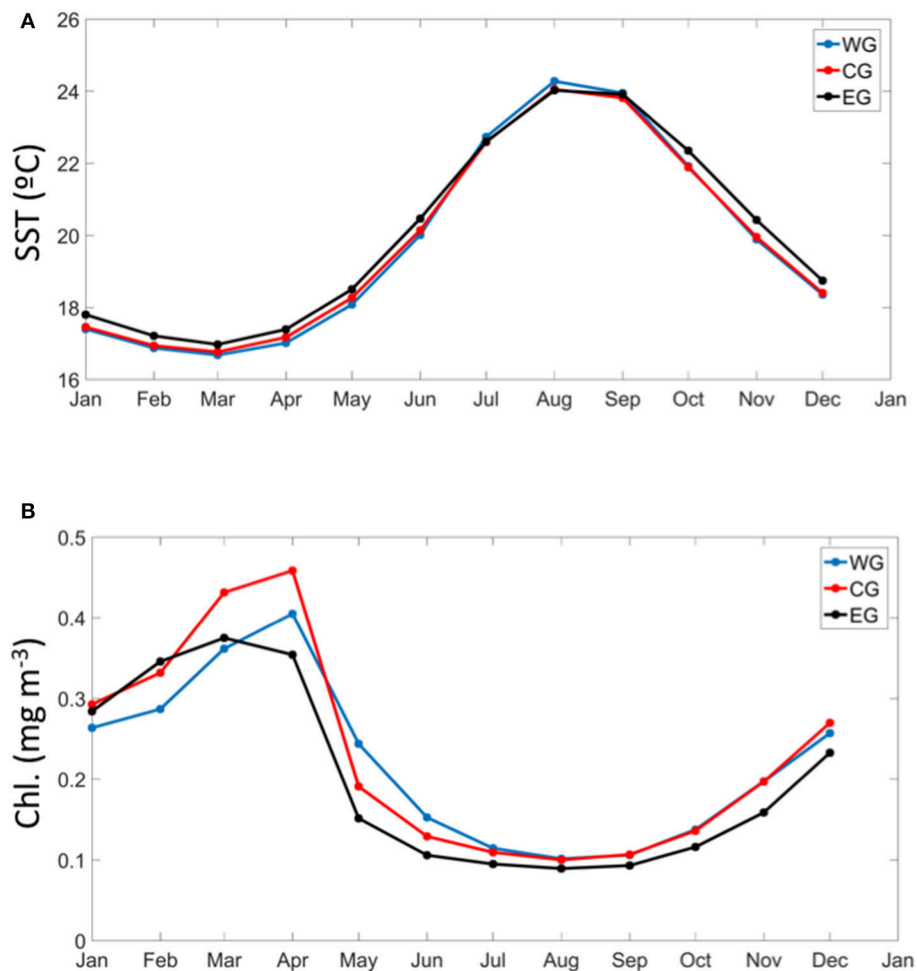 A
26
24
22
20
18
16
SST (ºC)
WG
CG
EG
Jan Feb Mar Apr May Jun Jul Aug Sep Oct Nov Dec Jan
B
0.5
0.4
0.3
0.2
0.1
0
Chl. (mg m⁻³)
WG
CG
EG
Jan Feb Mar Apr May Jun Jul Aug Sep Oct Nov Dec Jan